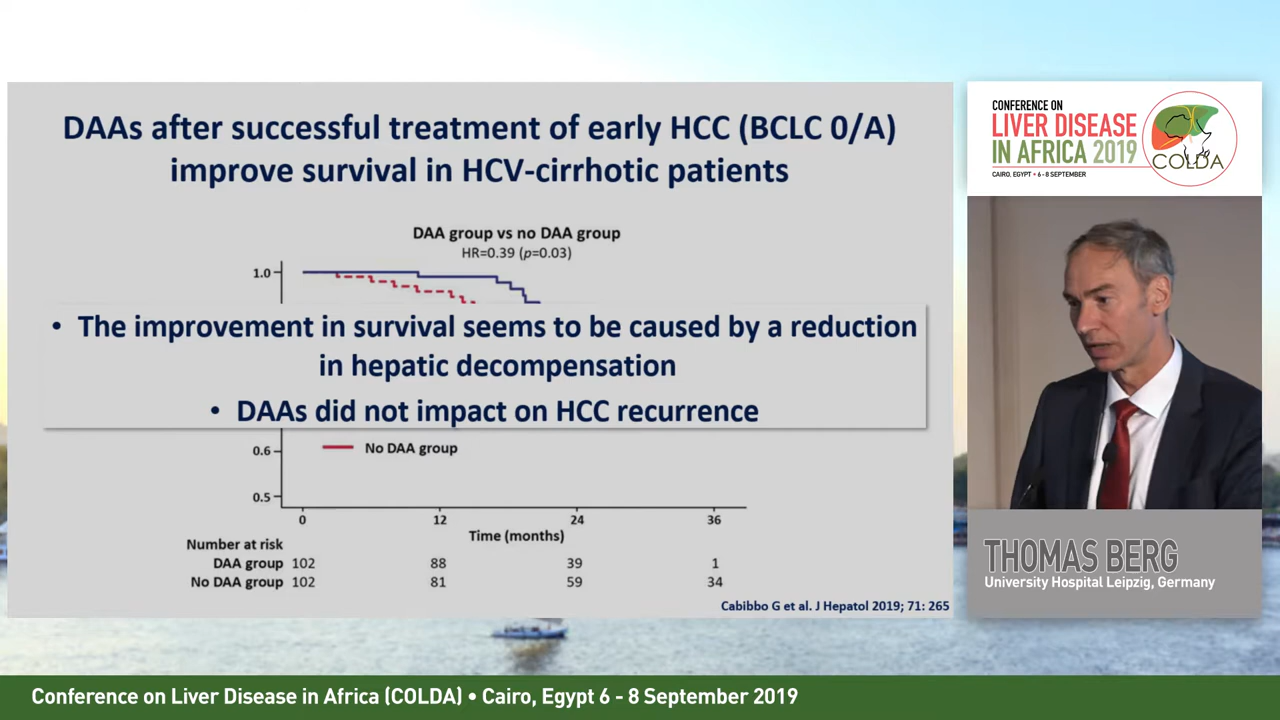 DAAs after successful treatment of early HCC (BCLC 0/A)
improve survival in HCV-cirrhotic patients
DAA group vs no DAA group
HR=0.39 (p=0.03)
1.0
• The improvement in survival seems to be caused by a reduction
in hepatic decompensation
• DAAs did not impact on HCC recurrence
0.6
No DAA group
0.5
0 12 24 36
Time (months)
Number at risk
DAA group 102 88 39 1
No DAA group 102 81 59 34
Cabibbo G et al. J Hepatol 2019; 71: 265
CONFERENCE ON
LIVER DISEASE
IN AFRICA 2019
CAIRO, EGYPT • 6 - 8 SEPTEMBER
COLDA
THOMAS BERG
University Hospital Leipzig, Germany
Conference on Liver Disease in Africa (COLDA) • Cairo, Egypt 6 - 8 September 2019